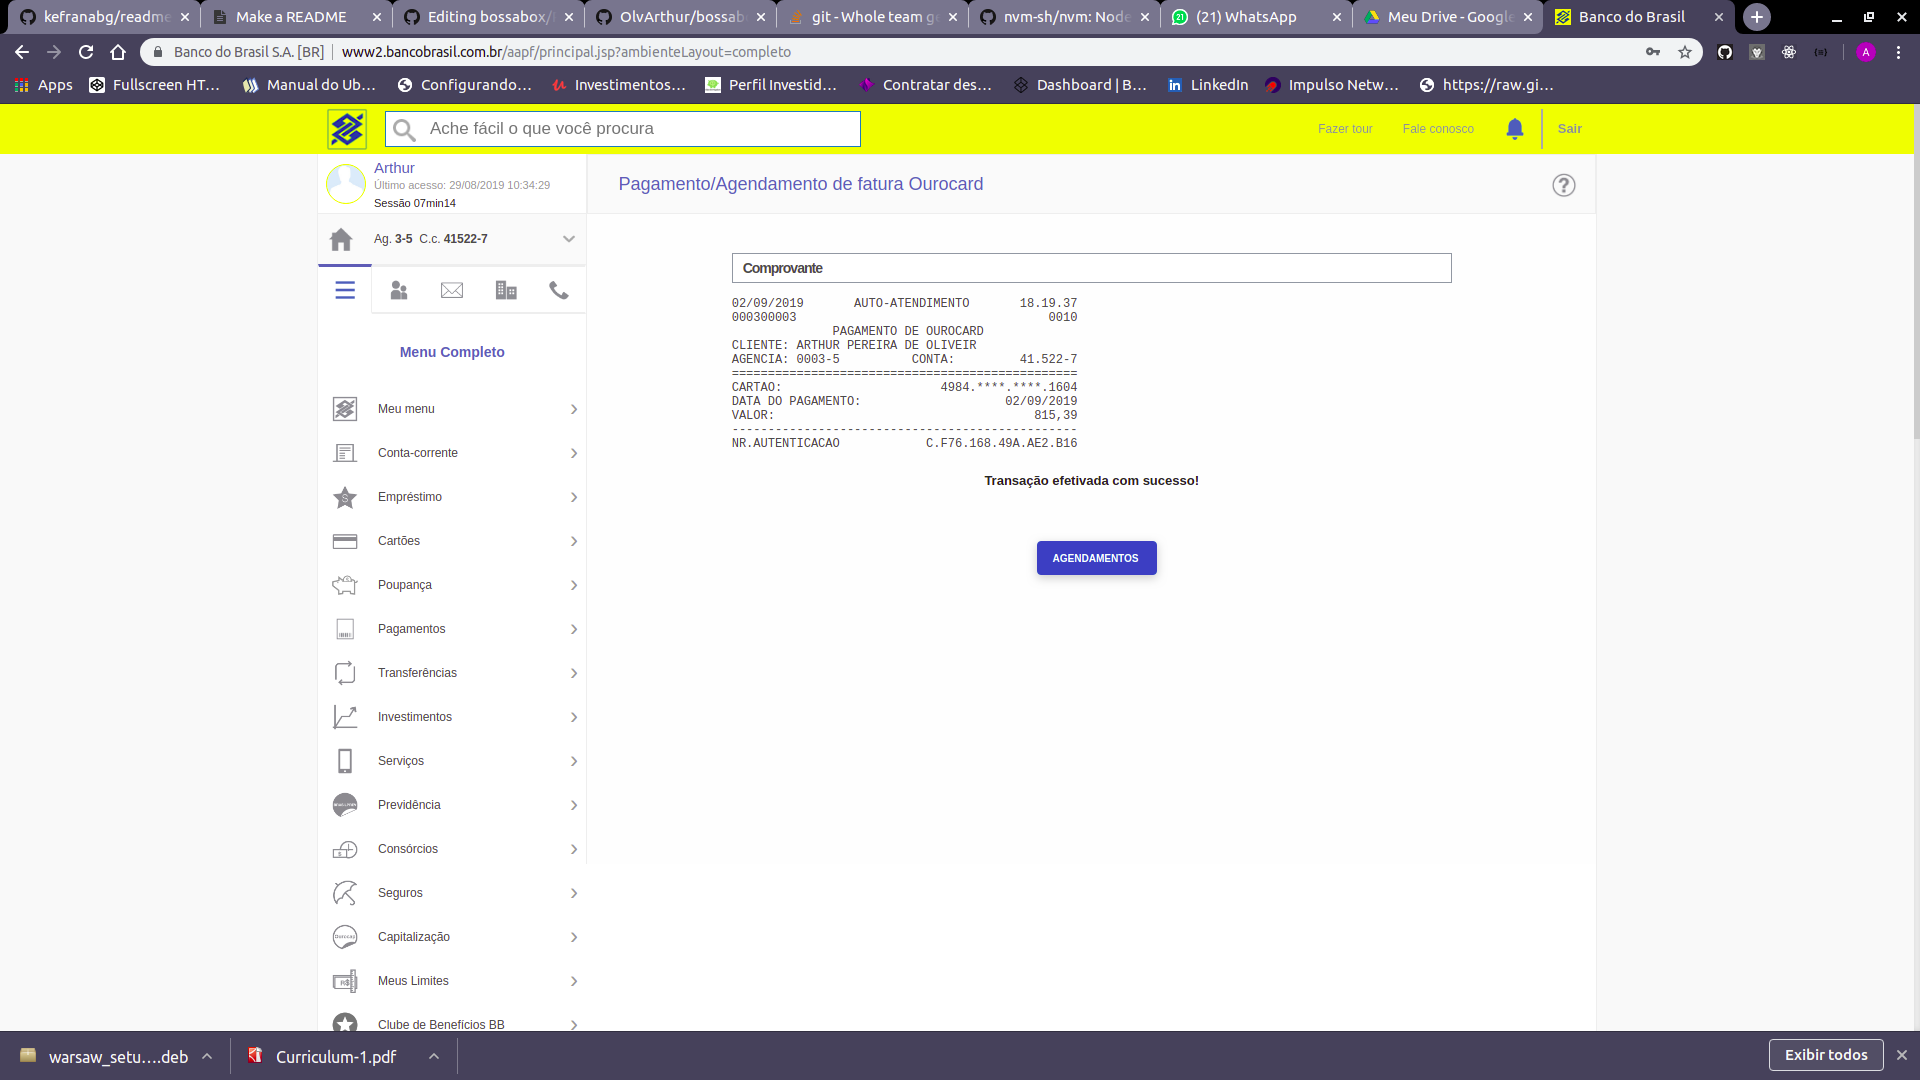 kefranabg/readme
Make a README
Editing bossabox/
OlvArthur/bossab
git - Whole team g
nvm-sh/nvm: Node
(21) WhatsApp
Meu Drive - Google
Banco do Brasil
Banco do Brasil S.A. [BR] | www2.bancobrasil.com.br/aapf/principal.jsp?ambienteLayout=completo
Apps
Fullscreen HT...
Manual do Ub...
Configurando...
Investimentos...
Perfil Investid...
Contratar des...
Dashboard | B...
LinkedIn
Impulso Netw...
https://raw.gi...
Ache fácil o que você procura
Fazer tour
Fale conosco
Sair
Arthur
Último acesso: 29/08/2019 10:34:29
Sessão 07min14
Pagamento/Agendamento de fatura Ourocard
Ag. 3-5 C.c. 41522-7
Menu Completo
Meu menu
Conta-corrente
Empréstimo
Cartões
Poupança
Pagamentos
Transferências
Investimentos
Serviços
Previdência
Consórcios
Seguros
Capitalização
Meus Limites
Clube de Benefícios BB
Comprovante
02/09/2019 AUTO-ATENDIMENTO 18.19.37
000300003 0010
PAGAMENTO DE OUROCARD
CLIENTE: ARTHUR PEREIRA DE OLIVEIR
AGENCIA: 0003-5 CONTA: 41.522-7
================================================
CARTAO: 4984.****.****.1604
DATA DO PAGAMENTO: 02/09/2019
VALOR: 815,39
------------------------------------------------
NR.AUTENTICACAO C.F76.168.49A.AE2.B16
Transação efetivada com sucesso!
AGENDAMENTOS
warsaw_setu....deb
Curriculum-1.pdf
Exibir todos